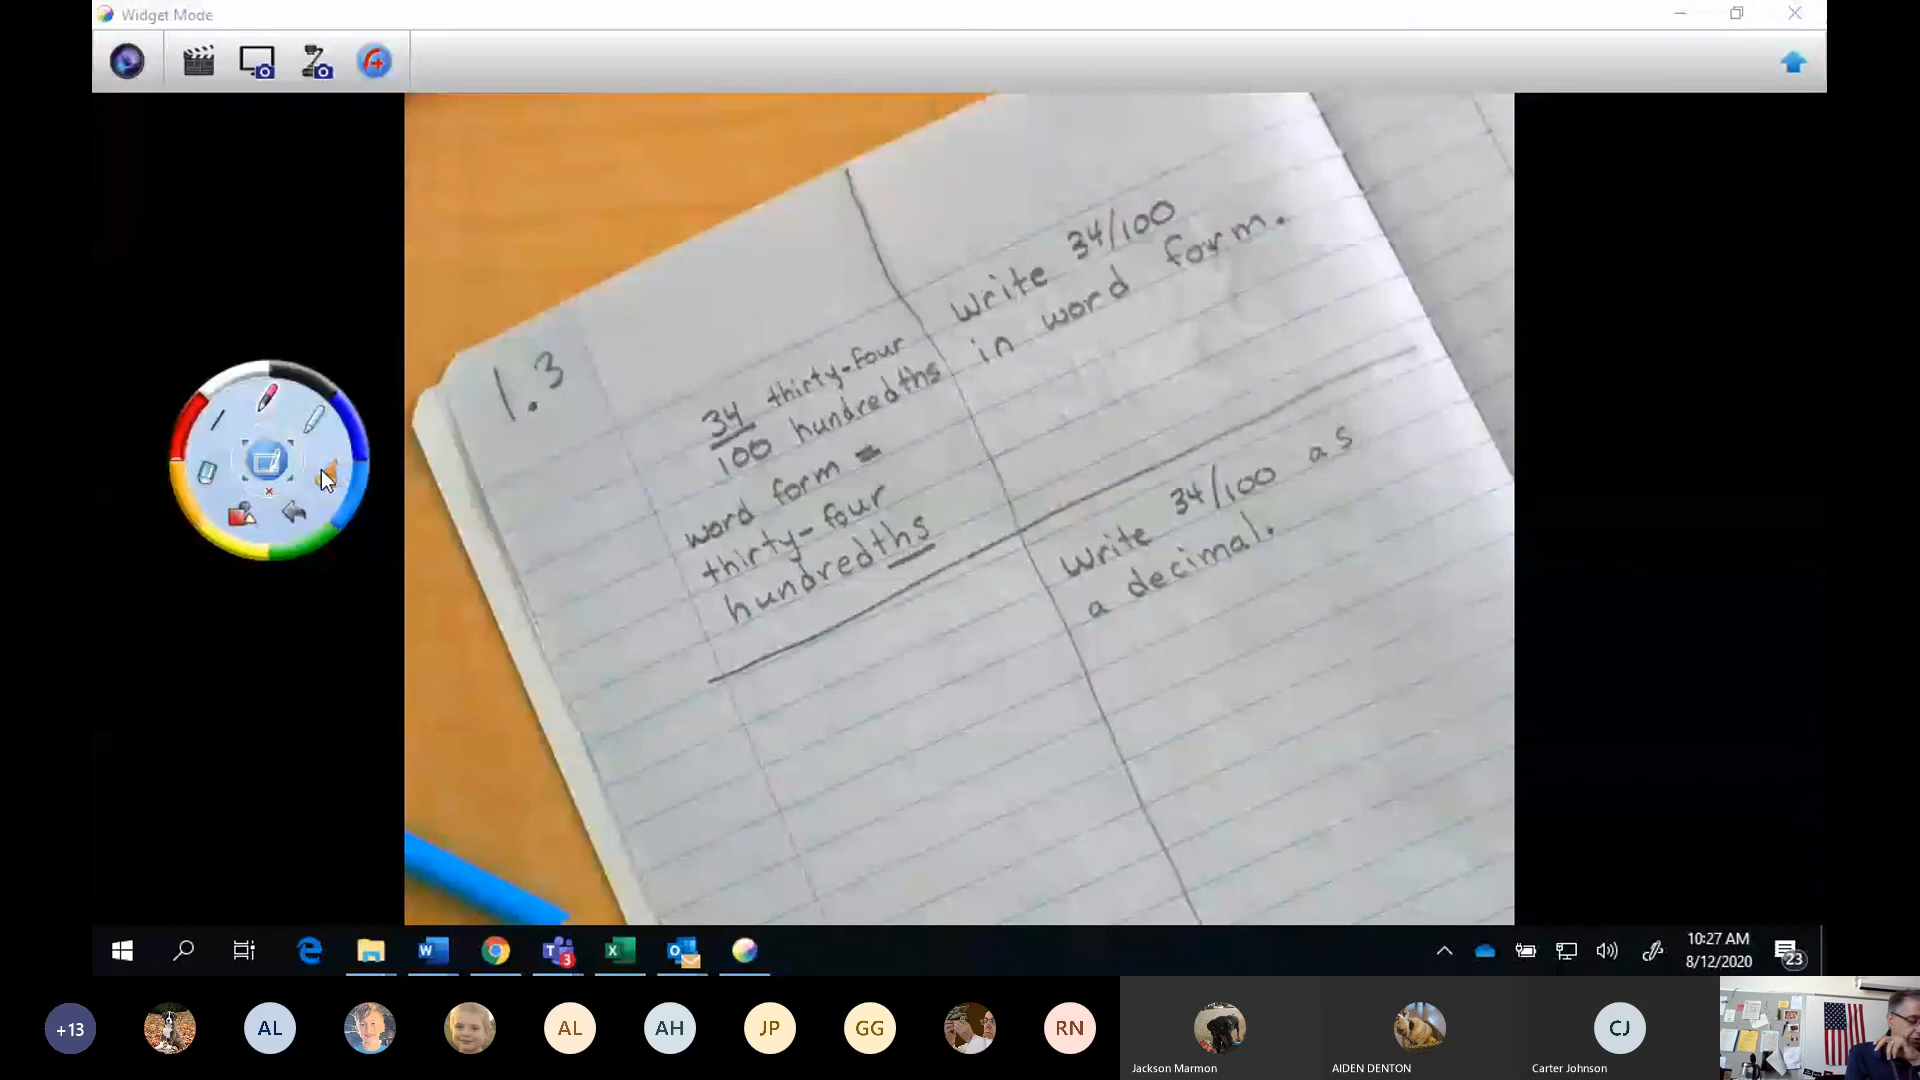 Widget Mode
1.3
34 thirty-four
100 hundredths
word form =
thirty-four
hundredths
Write 34/100
in word form.
Write 34/100 as
a decimal.
3
10:27 AM
8/12/2020
23
+13
AL
AL
AH
JP
GG
RN
CJ
Jackson Marmon
AIDEN DENTON
Carter Johnson